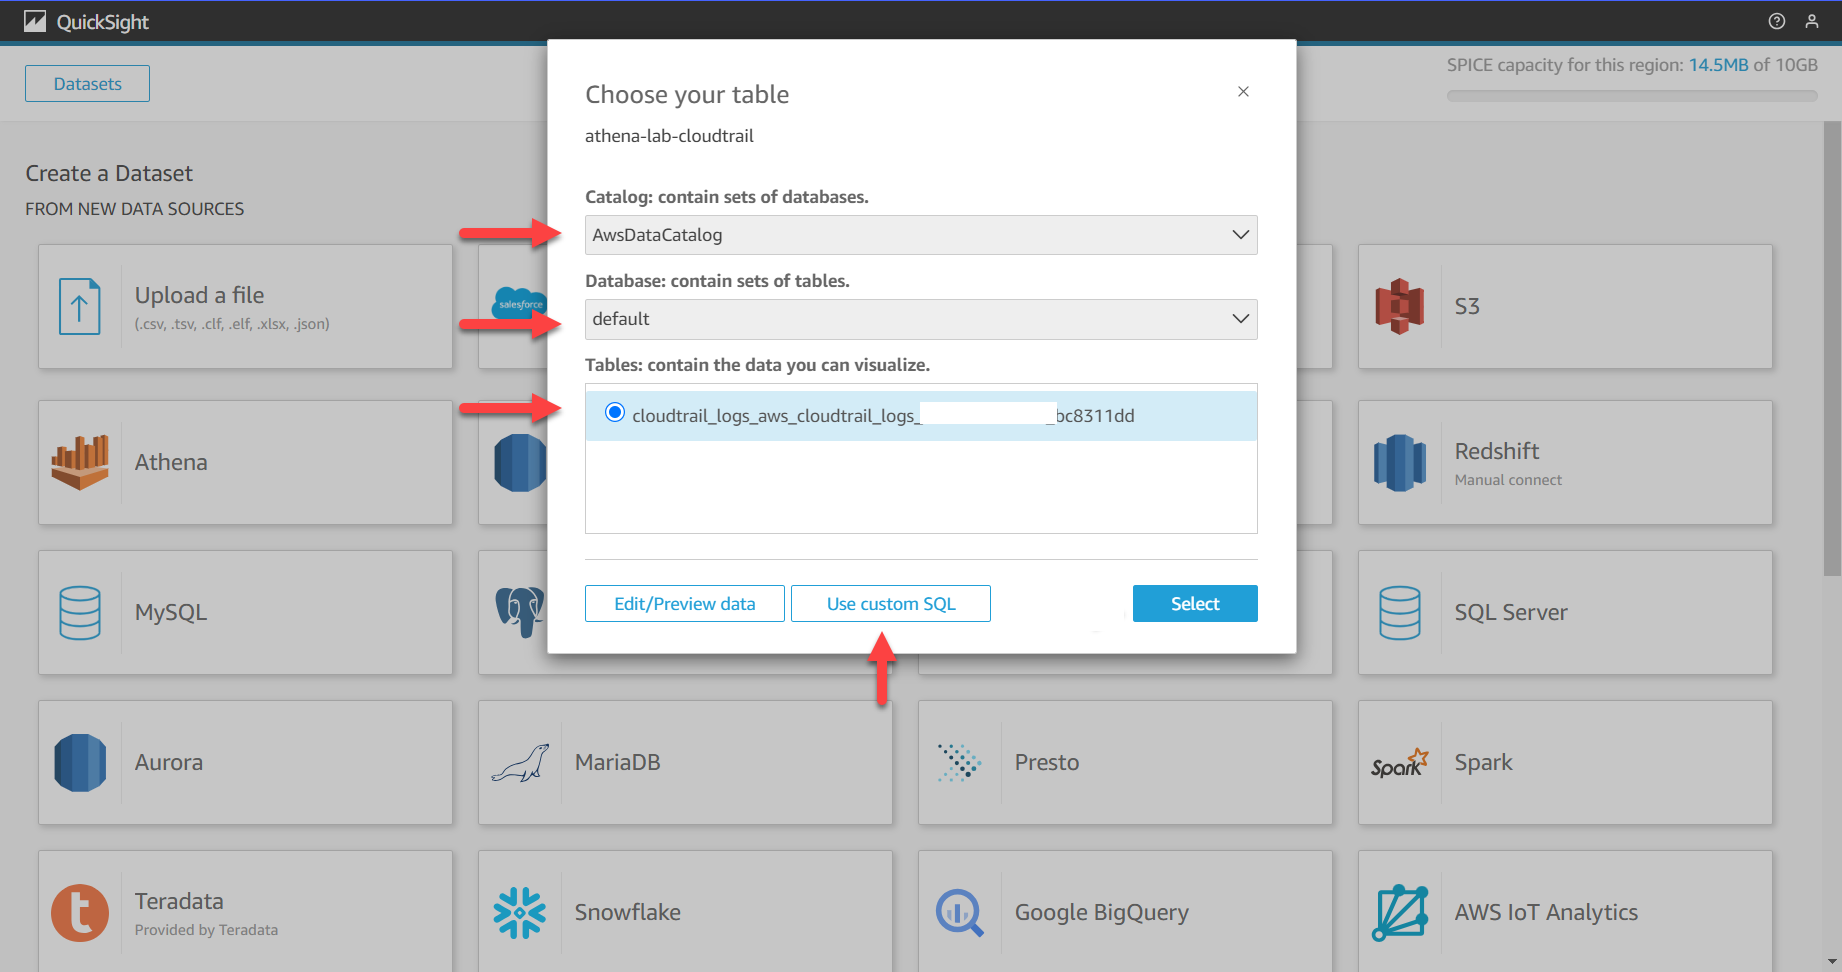 QuickSight
Datasets
SPICE capacity for this region: 14.5MB of 10GB
Create a Dataset
FROM NEW DATA SOURCES
Choose your table
athena-lab-cloudtrail
Catalog: contain sets of databases.
AwsDataCatalog
Database: contain sets of tables.
default
Tables: contain the data you can visualize.
cloudtrail_logs_aws_cloudtrail_logs_ _bc8311dd
Edit/Preview data
Use custom SQL
Select
Upload a file
(.csv, .tsv, .clf, .elf, .xlsx, .json)
salesforce
S3
Athena
Redshift
Manual connect
MySQL
SQL Server
Aurora
MariaDB
Presto
Spark
Spark
t
Teradata
Provided by Teradata
Snowflake
Google BigQuery
AWS IoT Analytics